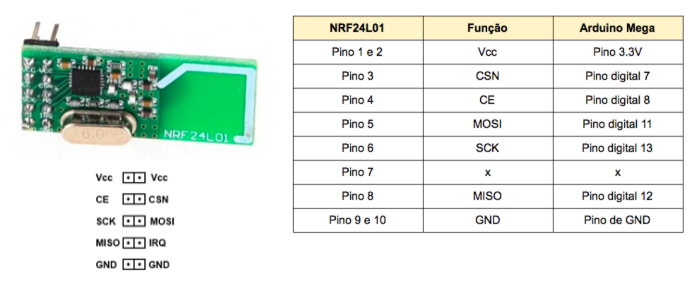 NRF24L01
Vcc Vcc
CE CSN
SCK MOSI
MISO IRQ
GND GND
NRF24L01 Função Arduino Mega
Pino 1 e 2 Vcc Pino 3.3V
Pino 3 CSN Pino digital 7
Pino 4 CE Pino digital 8
Pino 5 MOSI Pino digital 11
Pino 6 SCK Pino digital 13
Pino 7 x x
Pino 8 MISO Pino digital 12
Pino 9 e 10 GND Pino de GND